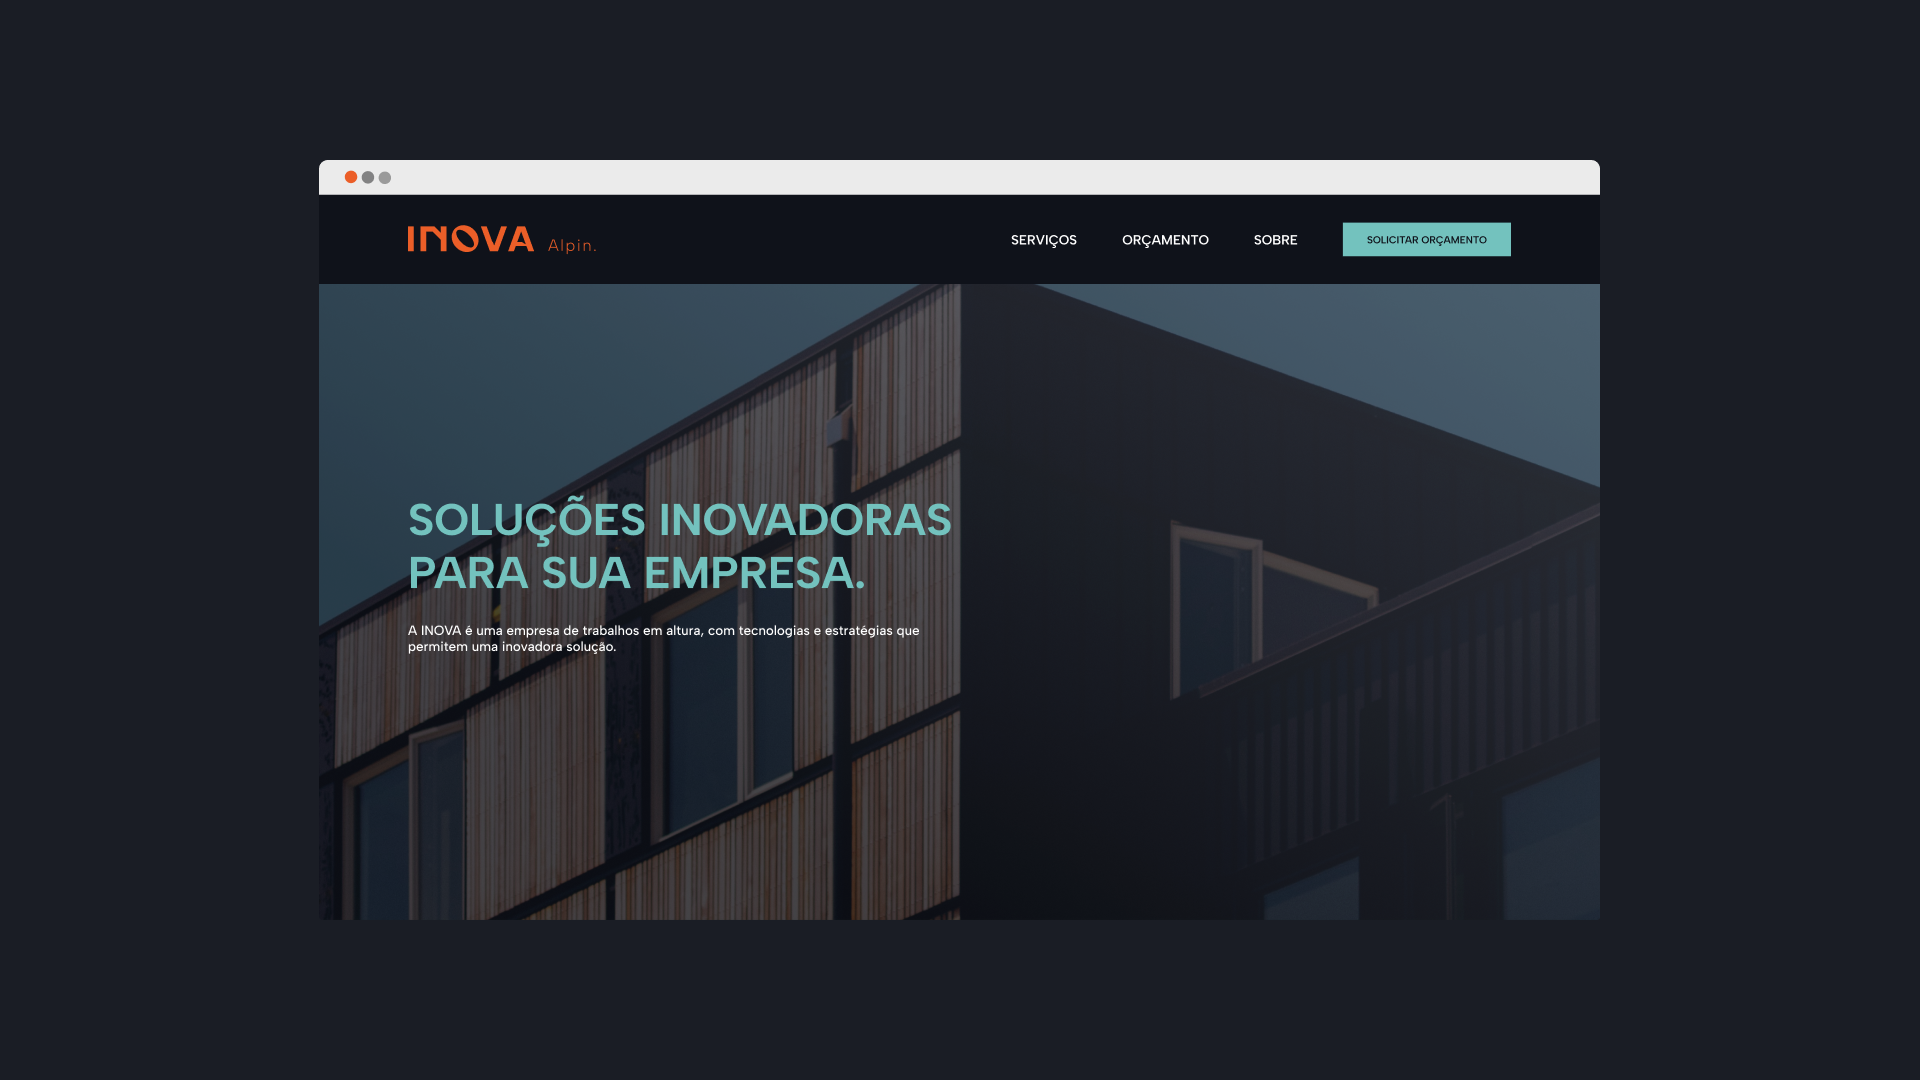 INOVA Alpin.
SERVIÇOS
ORÇAMENTO
SOBRE
SOLICITAR ORÇAMENTO
SOLUÇÕES INOVADORAS
PARA SUA EMPRESA.
A INOVA é uma empresa de trabalhos em altura, com tecnologias e estratégias que
permitem uma inovadora solução.